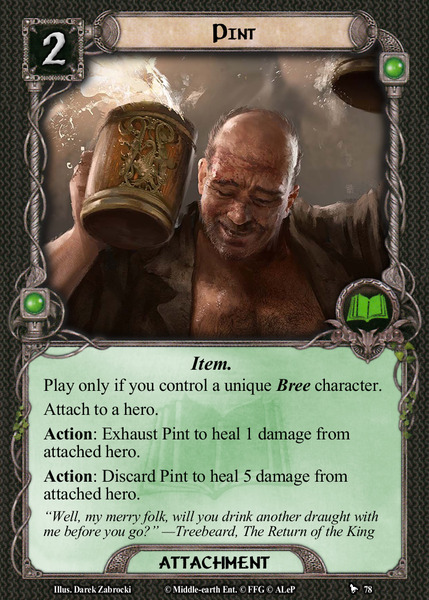 2
Pint
Item.
Play only if you control a unique Bree character.
Attach to a hero.
Action: Exhaust Pint to heal 1 damage from
attached hero.
Action: Discard Pint to heal 5 damage from
attached hero.
“Well, my merry folk, will you drink another draught with
me before you go?” —Treebeard, The Return of the King
ATTACHMENT
Illus. Darek Zabrocki © Middle-earth Ent. © FFG © ALeP 78